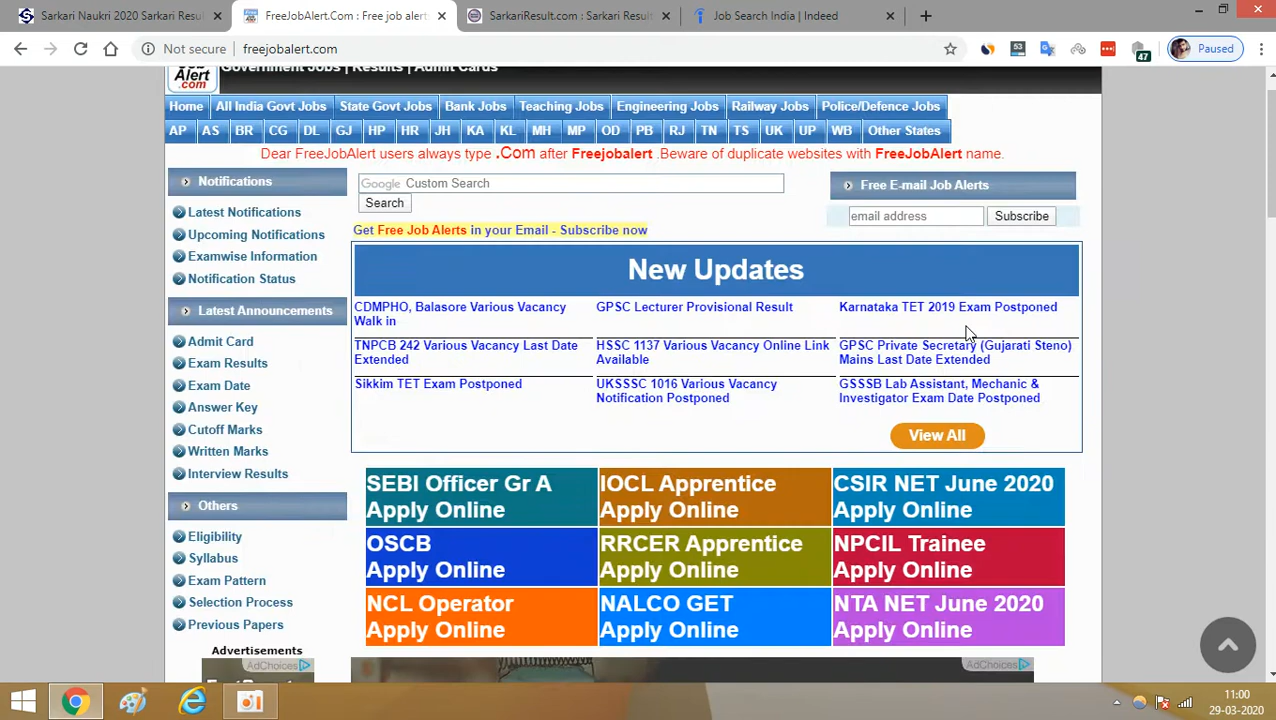 Sarkari Naukri 2020 Sarkari Resu
FreeJobAlert.Com : Free job alert
SarkariResult.com : Sarkari Resul
Job Search India | Indeed
Not secure
freejobalert.com
53
47
Paused
Alert
.com
Government Jobs | Results | Admit Cards
Home
All India Govt Jobs
State Govt Jobs
Bank Jobs
Teaching Jobs
Engineering Jobs
Railway Jobs
Police/Defence Jobs
AP AS BR CG DL GJ HP HR JH KA KL MH MP OD PB RJ TN TS UK UP WB Other States
Dear FreeJobAlert users always type .Com after Freejobalert .Beware of duplicate websites with FreeJobAlert name.
Notifications
Latest Notifications
Upcoming Notifications
Examwise Information
Notification Status
Latest Announcements
Admit Card
Exam Results
Exam Date
Answer Key
Cutoff Marks
Written Marks
Interview Results
Others
Eligibility
Syllabus
Exam Pattern
Selection Process
Previous Papers
Advertisements
AdChoices
Google Custom Search
Search
Free E-mail Job Alerts
email address
Subscribe
Get Free Job Alerts in your Email - Subscribe now
New Updates
CDMPHO, Balasore Various Vacancy
Walk in
GPSC Lecturer Provisional Result
Karnataka TET 2019 Exam Postponed
TNPCB 242 Various Vacancy Last Date
Extended
HSSC 1137 Various Vacancy Online Link
Available
GPSC Private Secretary (Gujarati Steno)
Mains Last Date Extended
Sikkim TET Exam Postponed
UKSSSC 1016 Various Vacancy
Notification Postponed
GSSSB Lab Assistant, Mechanic &
Investigator Exam Date Postponed
View All
SEBI Officer Gr A
Apply Online
IOCL Apprentice
Apply Online
CSIR NET June 2020
Apply Online
OSCB
Apply Online
RRCER Apprentice
Apply Online
NPCIL Trainee
Apply Online
NCL Operator
Apply Online
NALCO GET
Apply Online
NTA NET June 2020
Apply Online
AdChoices
11:00
29-03-2020